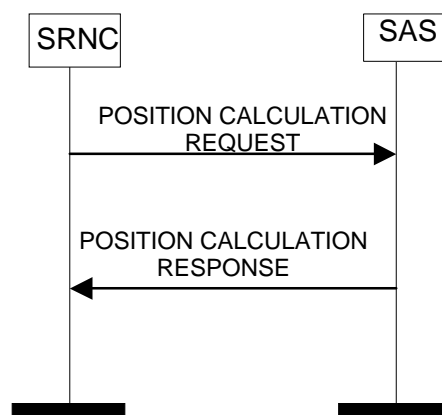 SRNC
SAS
POSITION CALCULATION
REQUEST
POSITION CALCULATION
RESPONSE